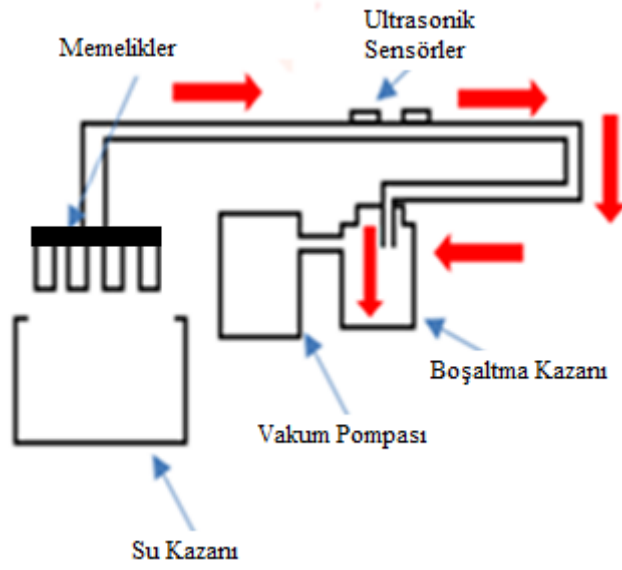 Ultrasonik
Sensörler
Memelikler
Boşaltma Kazanı
Vakum Pompası
Su Kazanı